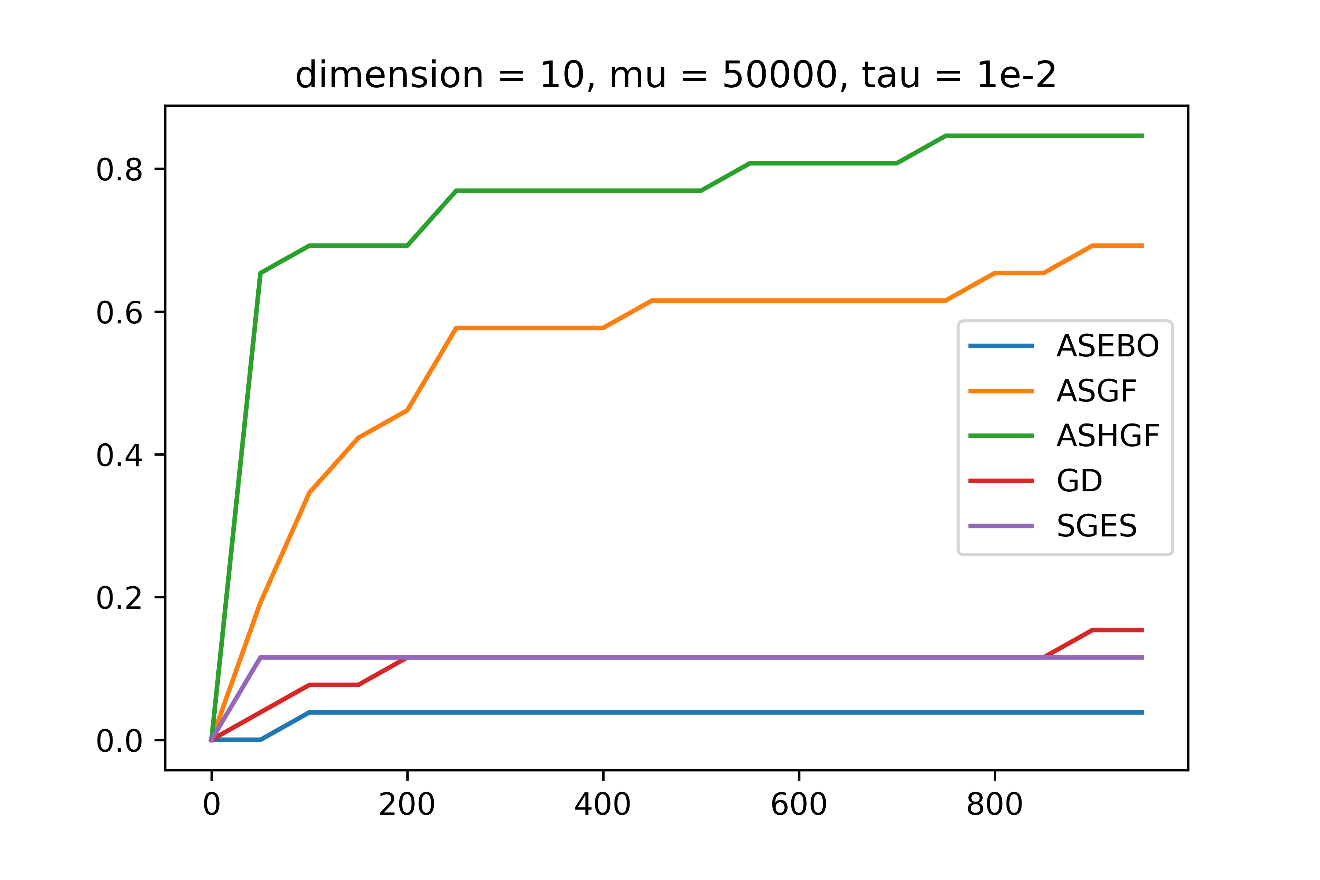 dimension = 10, mu = 50000, tau = 1e-2
0.8
0.6
0.4
0.2
0.0
0 200 400 600 800
ASEBO
ASGF
ASHGF
GD
SGES